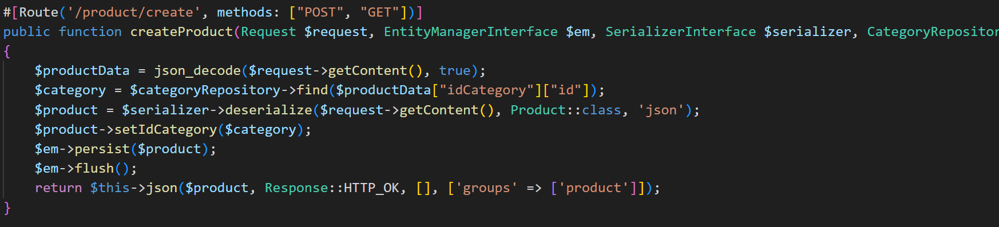 #[Route('/product/create', methods: ["POST", "GET"])]
public function createProduct(Request $request, EntityManagerInterface $em, SerializerInterface $serializer, CategoryRepositor
{
    $productData = json_decode($request->getContent(), true);
    $category = $categoryRepository->find($productData["idCategory"]["id"]);
    $product = $serializer->deserialize($request->getContent(), Product::class, 'json');
    $product->setIdCategory($category);
    $em->persist($product);
    $em->flush();
    return $this->json($product, Response::HTTP_OK, [], ['groups' => ['product']]);
}